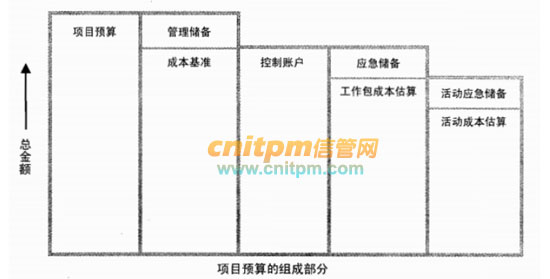 项目预算
管理储备
成本基准
控制账户
应急储备
工作包成本估算
活动应急储备
活动成本估算
总金额
cnitpm信管网
www.cnitpm.com
项目预算的组成部分